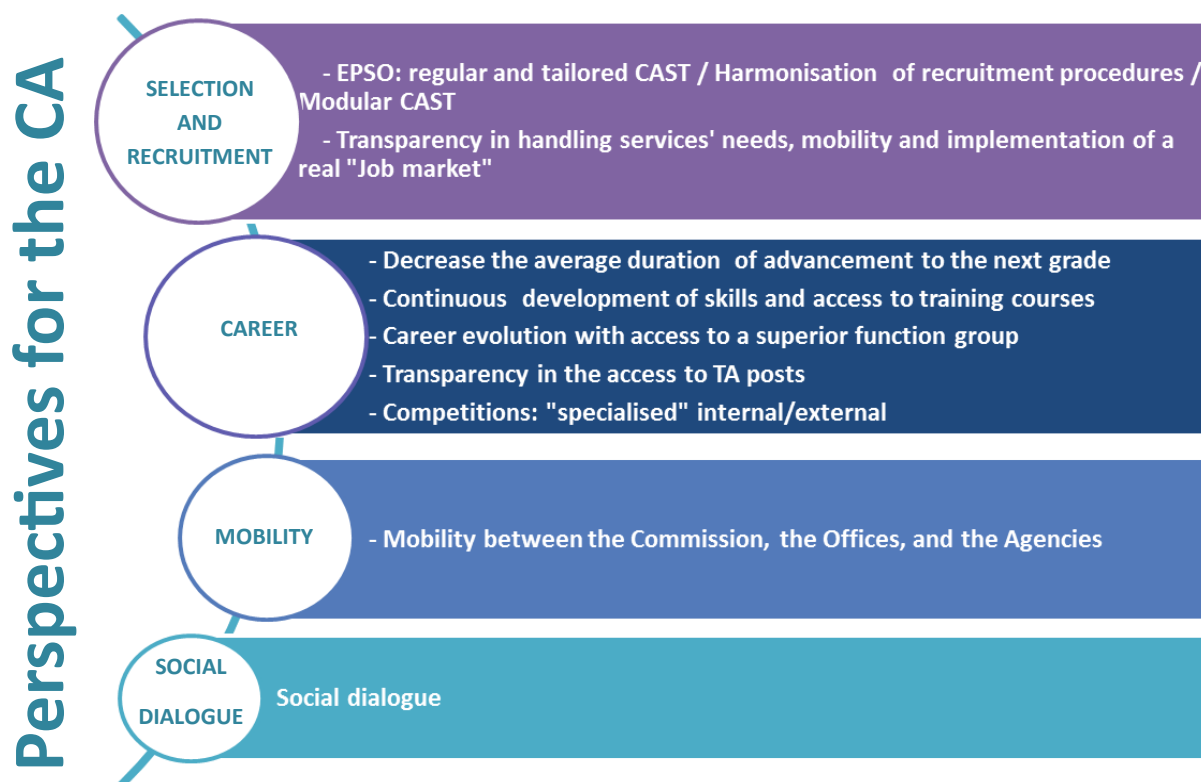 Perspectives for the CA
SELECTION
AND
RECRUITMENT
- EPSO: regular and tailored CAST / Harmonisation of recruitment procedures /
Modular CAST
- Transparency in handling services' needs, mobility and implementation of a
real "Job market"
CAREER
- Decrease the average duration of advancement to the next grade
- Continuous development of skills and access to training courses
- Career evolution with access to a superior function group
- Transparency in the access to TA posts
- Competitions: "specialised" internal/external
MOBILITY
- Mobility between the Commission, the Offices, and the Agencies
SOCIAL
DIALOGUE
Social dialogue